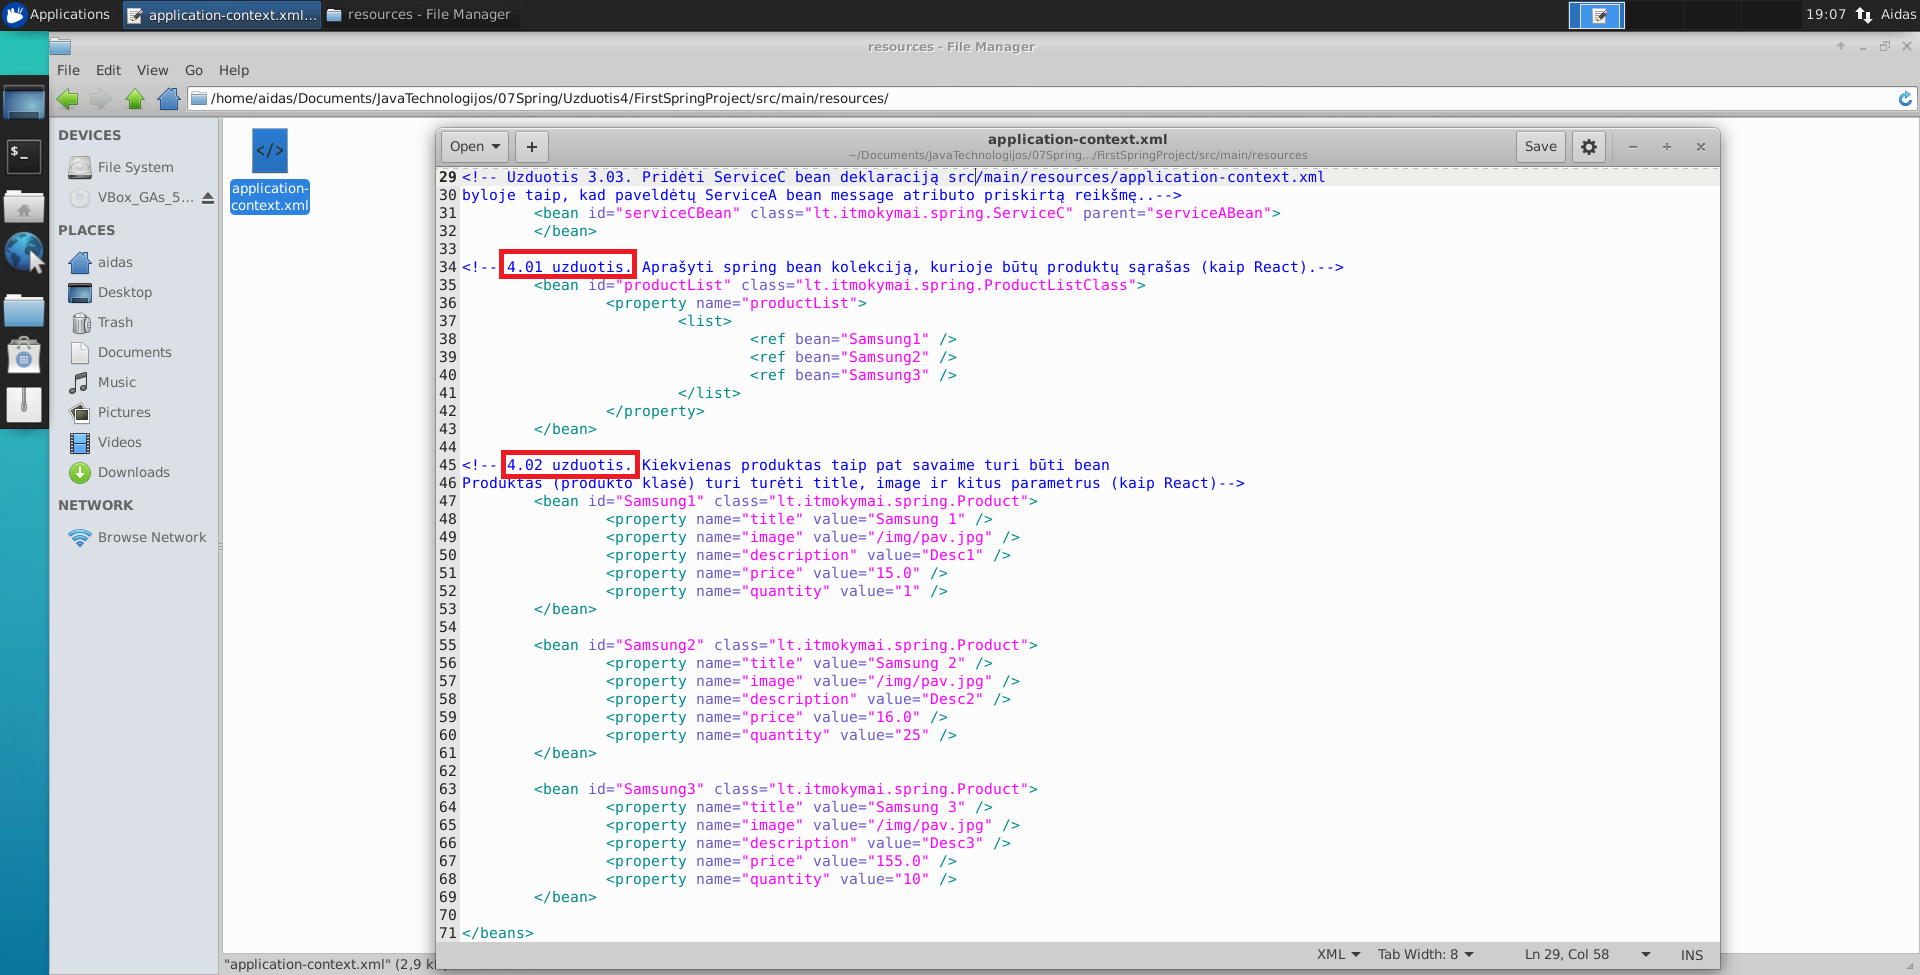 Applications
application-context.xml...
resources - File Manager
19:07
Aidas
resources - File Manager
File Edit View Go Help
/home/aidas/Documents/JavaTechnologijos/07Spring/Uzduotis4/FirstSpringProject/src/main/resources/
DEVICES
File System
VBox_GAs_5...
PLACES
aidas
Desktop
Trash
Documents
Music
Pictures
Videos
Downloads
NETWORK
Browse Network
application-
context.xml
"application-context.xml" (2,9 k
Open
application-context.xml
~/Documents/JavaTechnologijos/07Spring.../FirstSpringProject/src/main/resources
Save
29 <!-- Uzduotis 3.03. Pridėti ServiceC bean deklaraciją src/main/resources/application-context.xml
30 byloje taip, kad paveldėtų ServiceA bean message atributo priskirtą reikšmę..-->
31 <bean id="serviceCBean" class="lt.itmokymai.spring.ServiceC" parent="serviceABean">
32 </bean>
33
34 <!-- 4.01 uzduotis. Aprašyti spring bean kolekciją, kurioje būtų produktų sąrašas (kaip React).-->
35 <bean id="productList" class="lt.itmokymai.spring.ProductListClass">
36 <property name="productList">
37 <list>
38 <ref bean="Samsung1" />
39 <ref bean="Samsung2" />
40 <ref bean="Samsung3" />
41 </list>
42 </property>
43 </bean>
44
45 <!-- 4.02 uzduotis. Kiekvienas produktas taip pat savaime turi būti bean
46 Produktas (produkto klasė) turi turėti title, image ir kitus parametrus (kaip React)-->
47 <bean id="Samsung1" class="lt.itmokymai.spring.Product">
48 <property name="title" value="Samsung 1" />
49 <property name="image" value="/img/pav.jpg" />
50 <property name="description" value="Desc1" />
51 <property name="price" value="15.0" />
52 <property name="quantity" value="1" />
53 </bean>
54
55 <bean id="Samsung2" class="lt.itmokymai.spring.Product">
56 <property name="title" value="Samsung 2" />
57 <property name="image" value="/img/pav.jpg" />
58 <property name="description" value="Desc2" />
59 <property name="price" value="16.0" />
60 <property name="quantity" value="25" />
61 </bean>
62
63 <bean id="Samsung3" class="lt.itmokymai.spring.Product">
64 <property name="title" value="Samsung 3" />
65 <property name="image" value="/img/pav.jpg" />
66 <property name="description" value="Desc3" />
67 <property name="price" value="155.0" />
68 <property name="quantity" value="10" />
69 </bean>
70
71 </beans>
XML Tab Width: 8 Ln 29, Col 58 INS